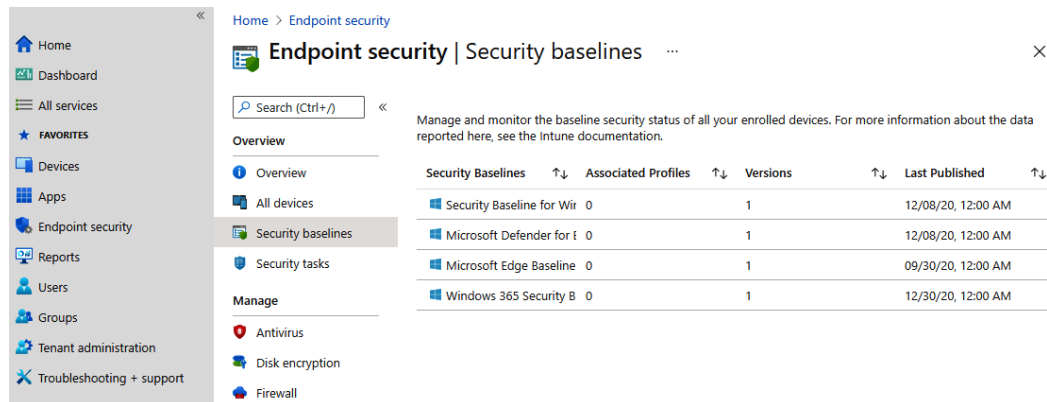 «
Home
Dashboard
All services
FAVORITES
Devices
Apps
Endpoint security
Reports
Users
Groups
Tenant administration
Troubleshooting + support
Home > Endpoint security
Endpoint security | Security baselines ...
Search (Ctrl+/) «
Overview
Overview
All devices
Security baselines
Security tasks
Manage
Antivirus
Disk encryption
Firewall
Manage and monitor the baseline security status of all your enrolled devices. For more information about the data
reported here, see the Intune documentation.
Security Baselines ↑↓ Associated Profiles ↑↓ Versions ↑↓ Last Published ↑↓
Security Baseline for Wir 0 1 12/08/20, 12:00 AM
Microsoft Defender for E 0 1 12/08/20, 12:00 AM
Microsoft Edge Baseline 0 1 09/30/20, 12:00 AM
Windows 365 Security B 0 1 12/30/20, 12:00 AM